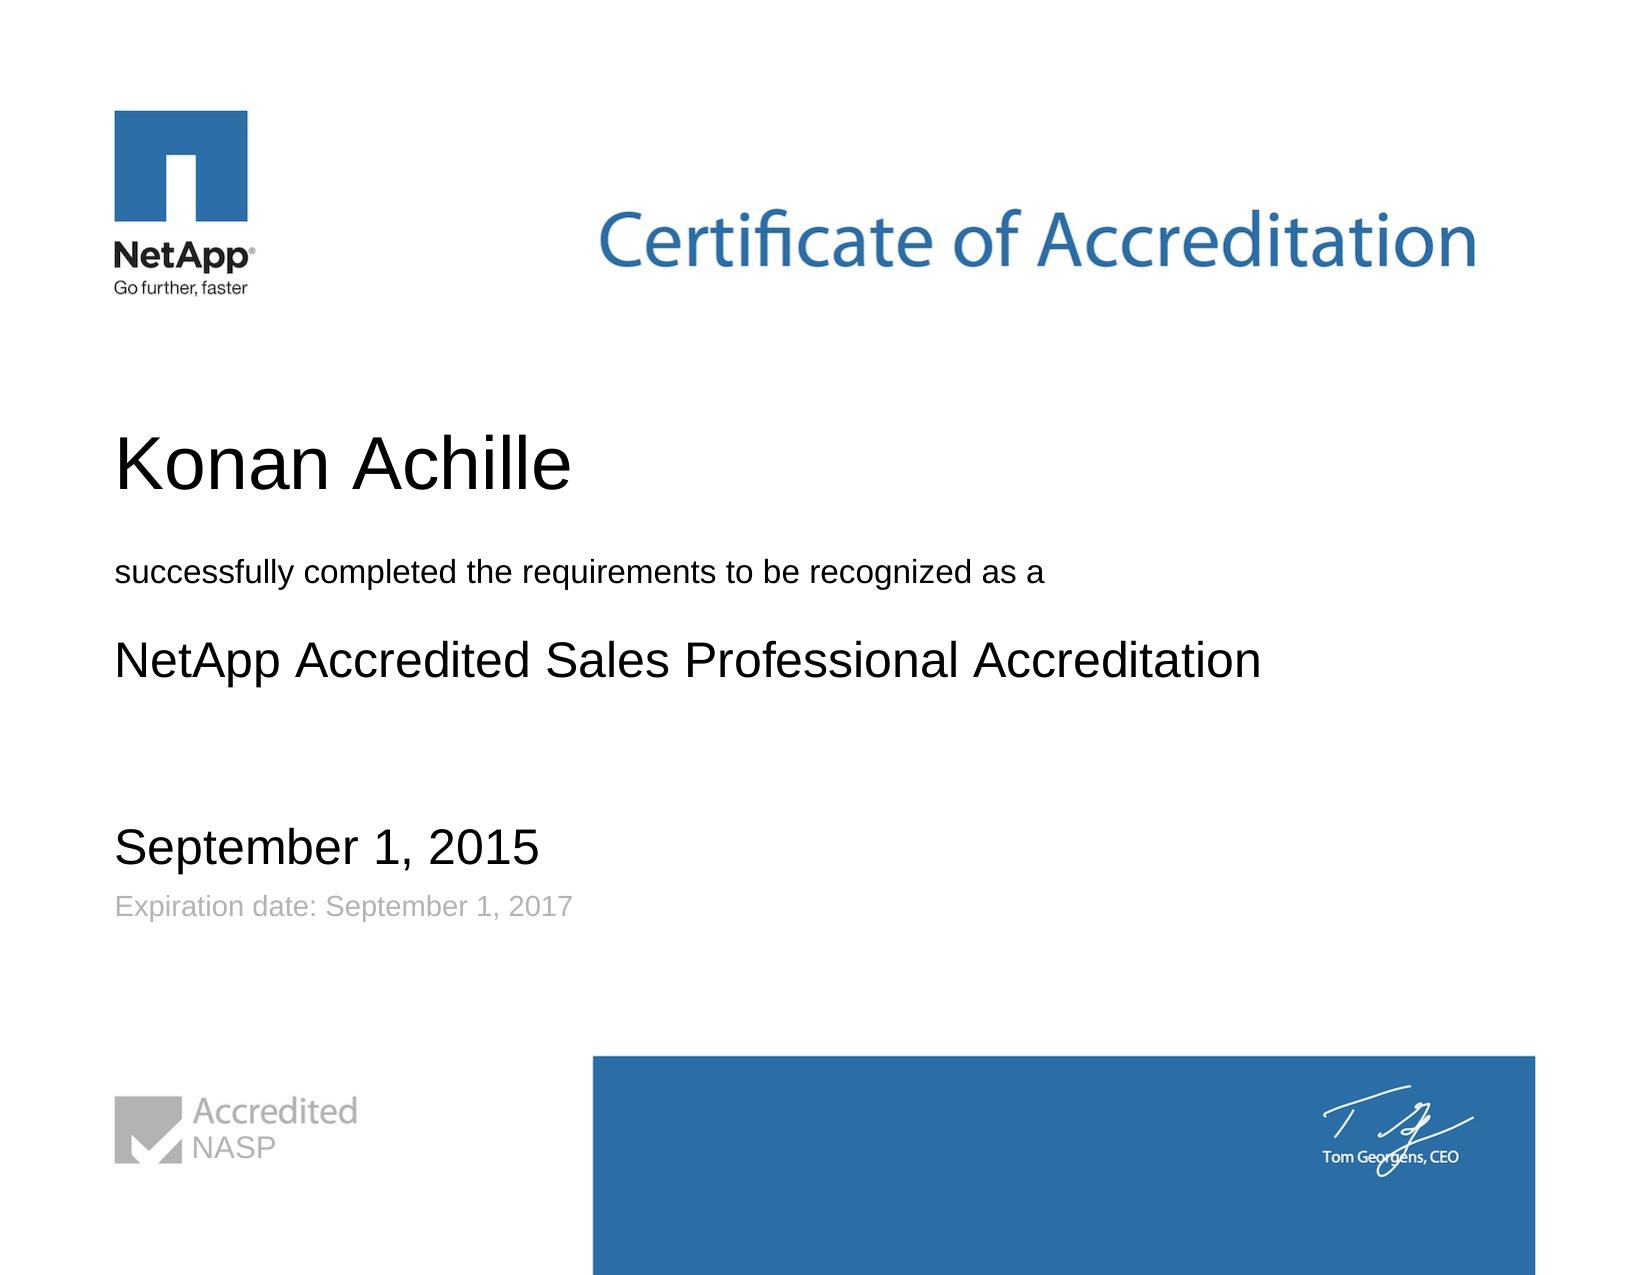 NetApp®
Go further, faster
Certificate of Accreditation
Konan Achille
successfully completed the requirements to be recognized as a
NetApp Accredited Sales Professional Accreditation
September 1, 2015
Expiration date: September 1, 2017
Accredited
NASP
Tom Georgens, CEO